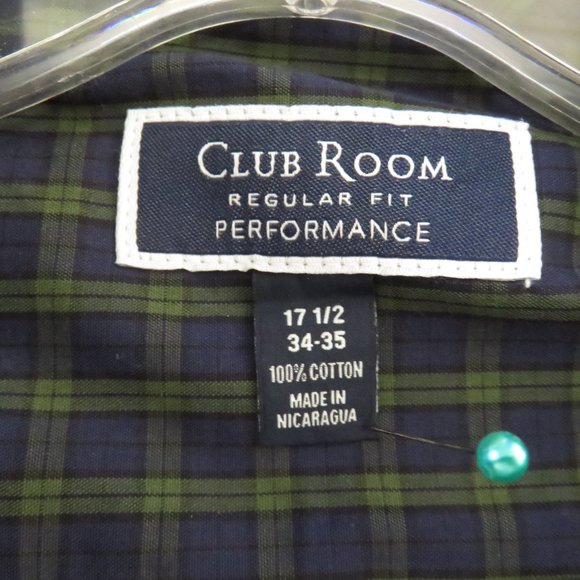 CLUB ROOM
REGULAR FIT
PERFORMANCE
17 1/2
34-35
100% COTTON
MADE IN
NICARAGUA